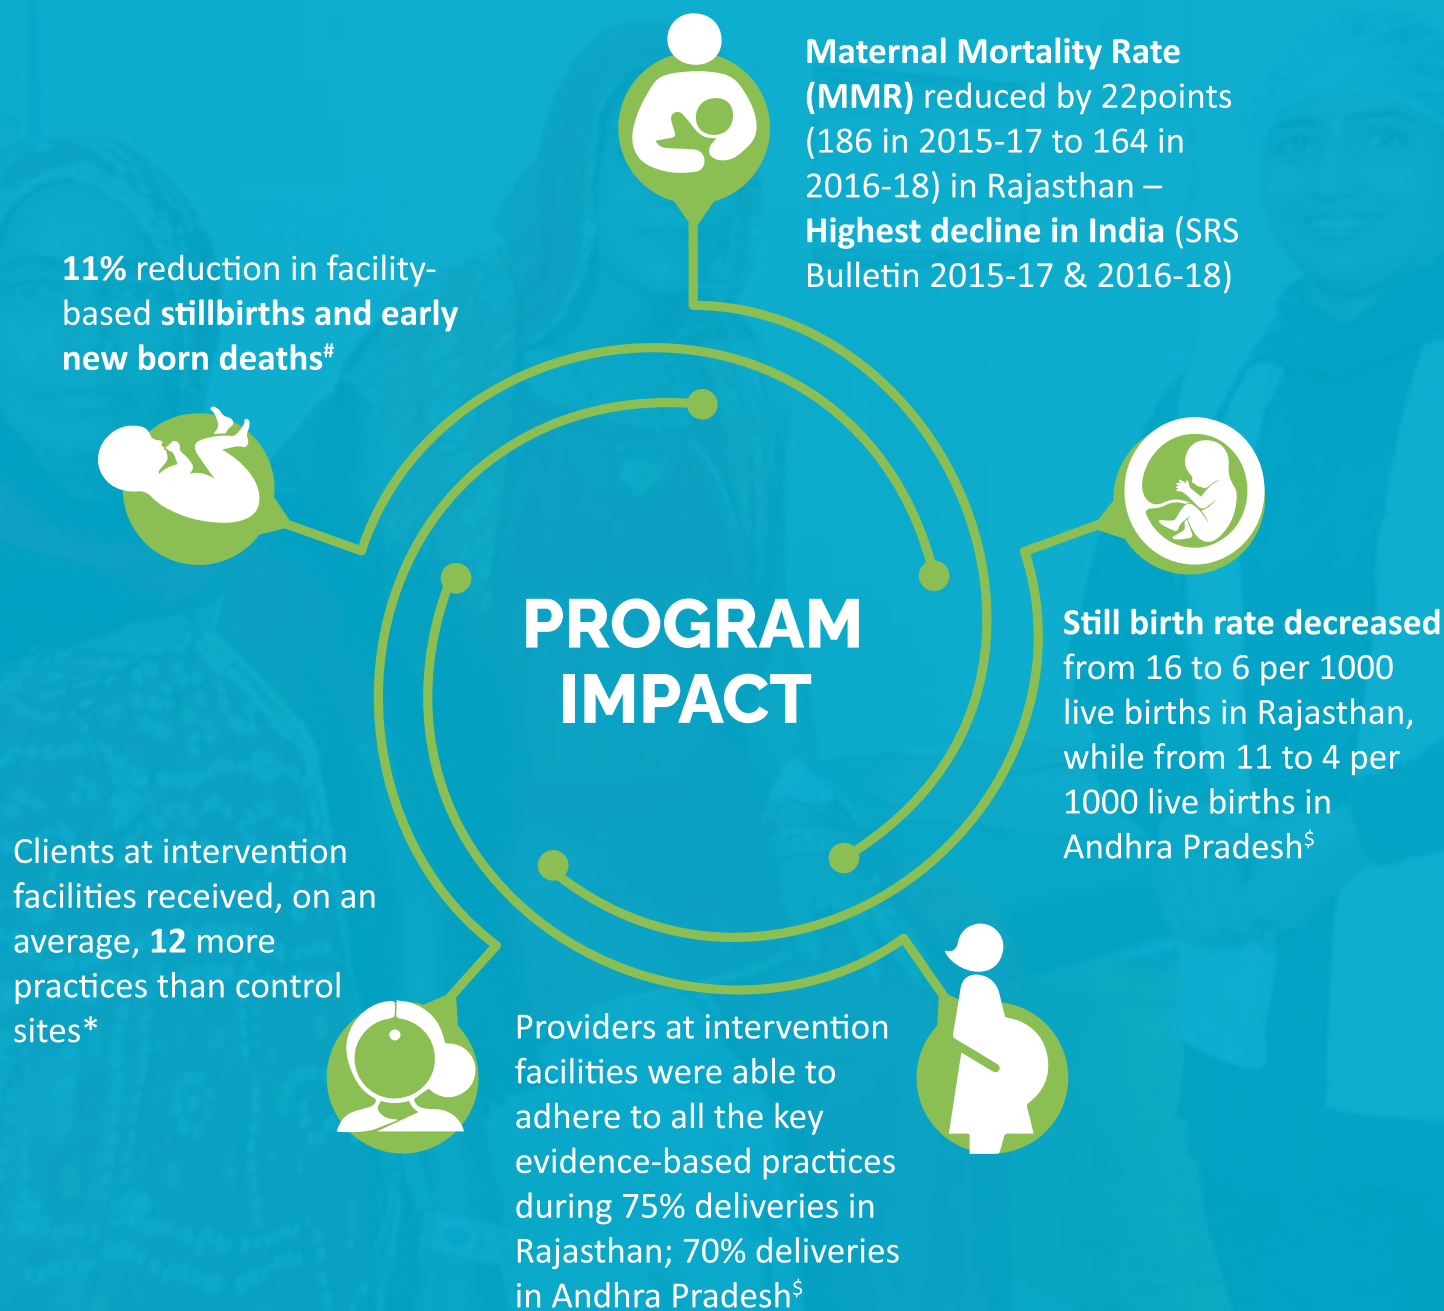 Maternal Mortality Rate
(MMR) reduced by 22points
(186 in 2015-17 to 164 in
2016-18) in Rajasthan –
Highest decline in India (SRS
Bulletin 2015-17 & 2016-18)
11% reduction in facility-
based stillbirths and early
new born deaths#
PROGRAM
IMPACT
Still birth rate decreased
from 16 to 6 per 1000
live births in Rajasthan,
while from 11 to 4 per
1000 live births in
Andhra Pradesh$
Clients at intervention
facilities received, on an
average, 12 more
practices than control
sites*
Providers at intervention
facilities were able to
adhere to all the key
evidence-based practices
during 75% deliveries in
Rajasthan; 70% deliveries
in Andhra Pradesh$